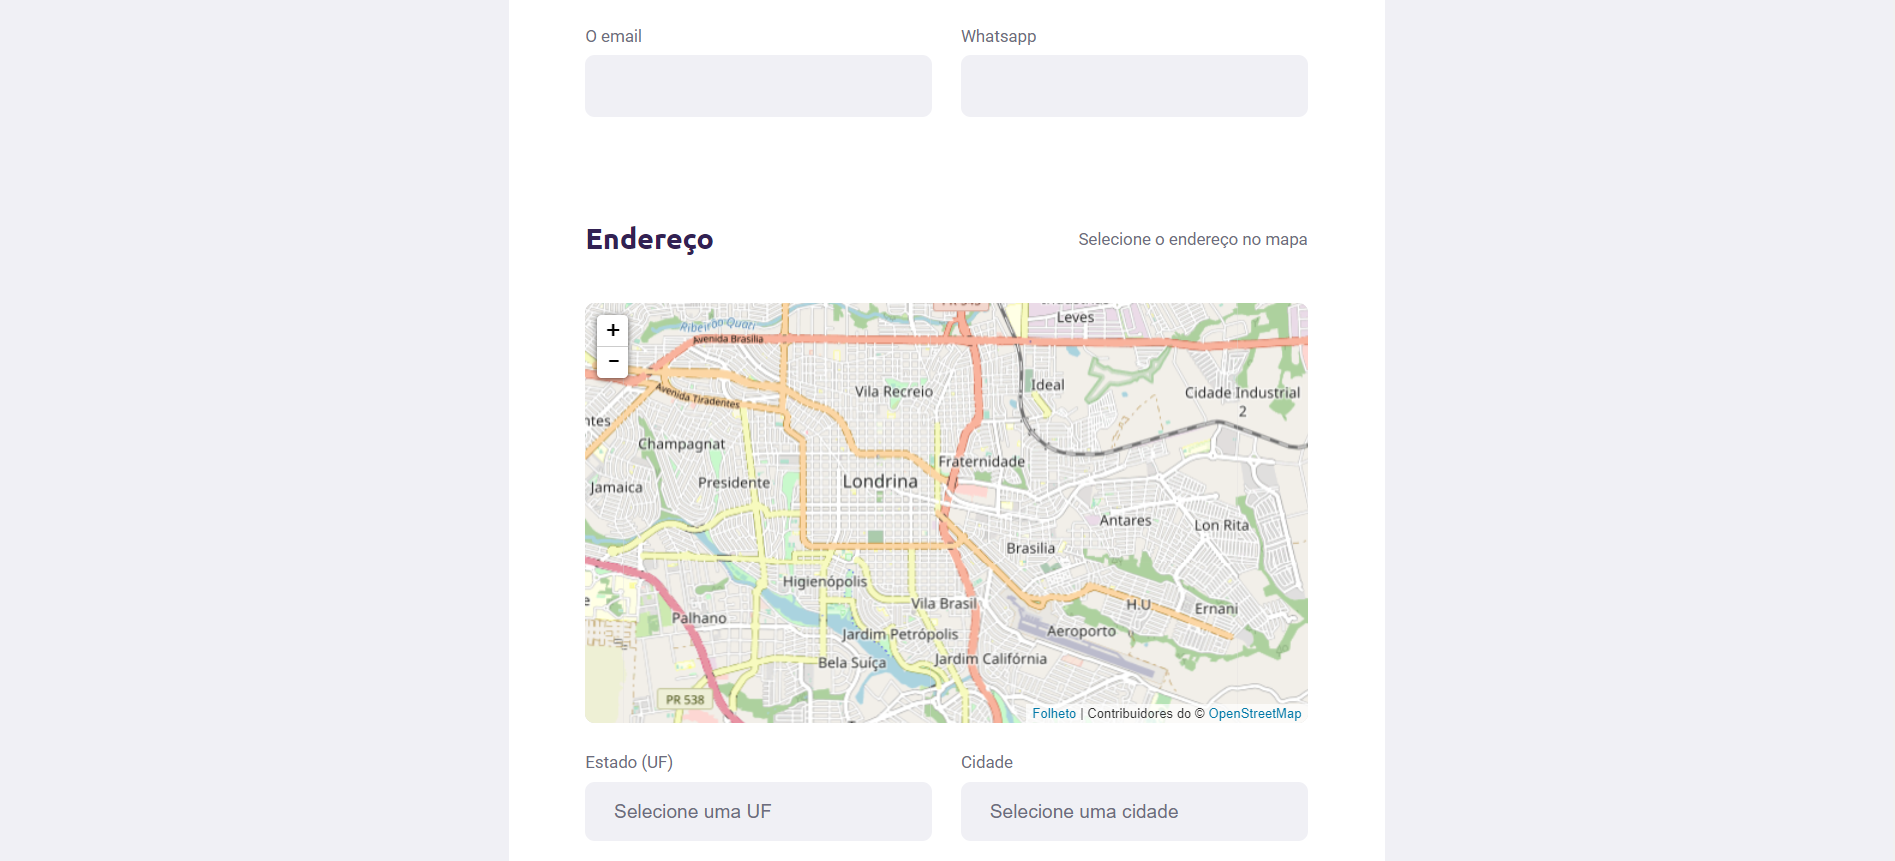 O email
Whatsapp
Endereço
Selecione o endereço no mapa
+
−
Ribeirão Quati
Leves
Avenida Brasília
Avenida Tiradentes
Vila Recreio
Ideal
Cidade Industrial
2
ntes
Champagnat
Fraternidade
Jamaica
Presidente
Londrina
Antares
Lon Rita
Brasilia
Higienópolis
Vila Brasil
H.U
Ernani
Palhano
Jardim Petrópolis
Aeroporto
Bela Suíça
Jardim Califórnia
PR 538
Folheto | Contribuidores do © OpenStreetMap
Estado (UF)
Cidade
Selecione uma UF
Selecione uma cidade